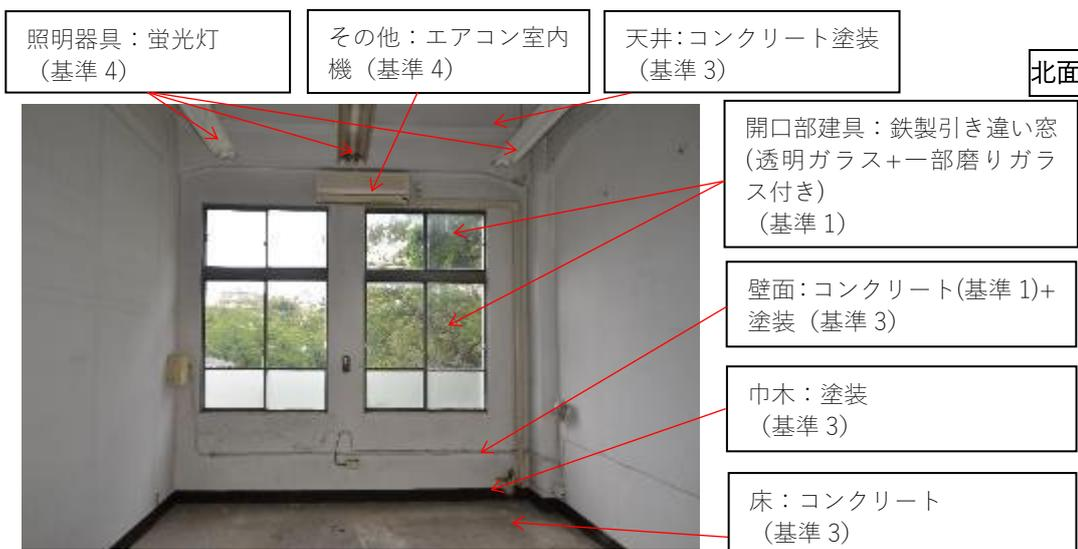 照明器具：蛍光灯
（基準 4）
その他：エアコン室内
機（基準 4）
天井：コンクリート塗装
（基準 3）
北面
開口部建具：鉄製引き違い窓
(透明ガラス+一部磨りガラ
ス付き)
（基準 1）
壁面：コンクリート(基準 1)+
塗装（基準 3）
巾木：塗装
（基準 3）
床：コンクリート
（基準 3）